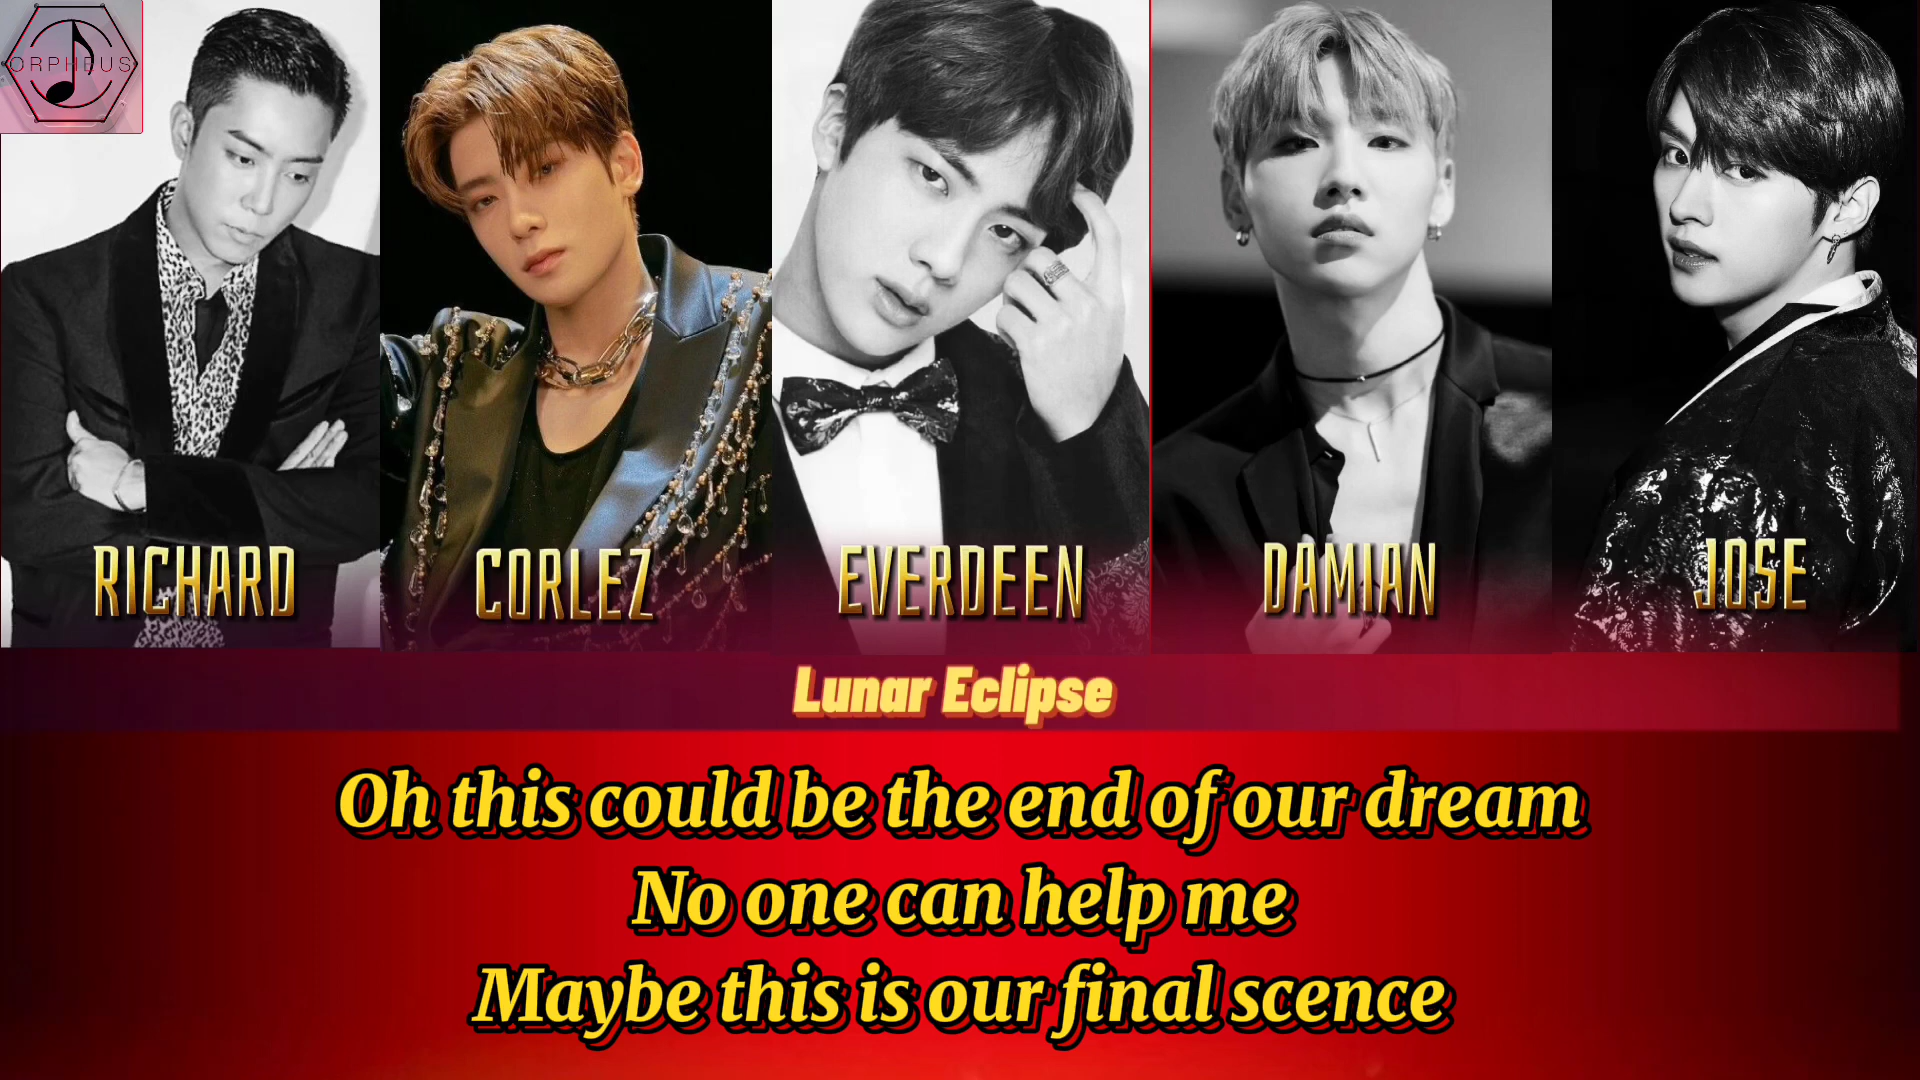 ORPHEUS
RICHARD
CORLEZ
EVERDEEN
DAMIAN
JOSE
Lunar Eclipse
Oh this could be the end of our dream
No one can help me
Maybe this is our final scence